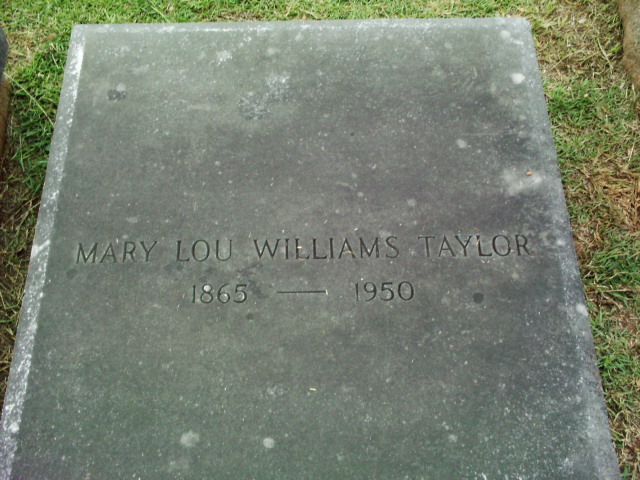 MARY LOU WILLIAMS TAYLOR
1865 — 1950